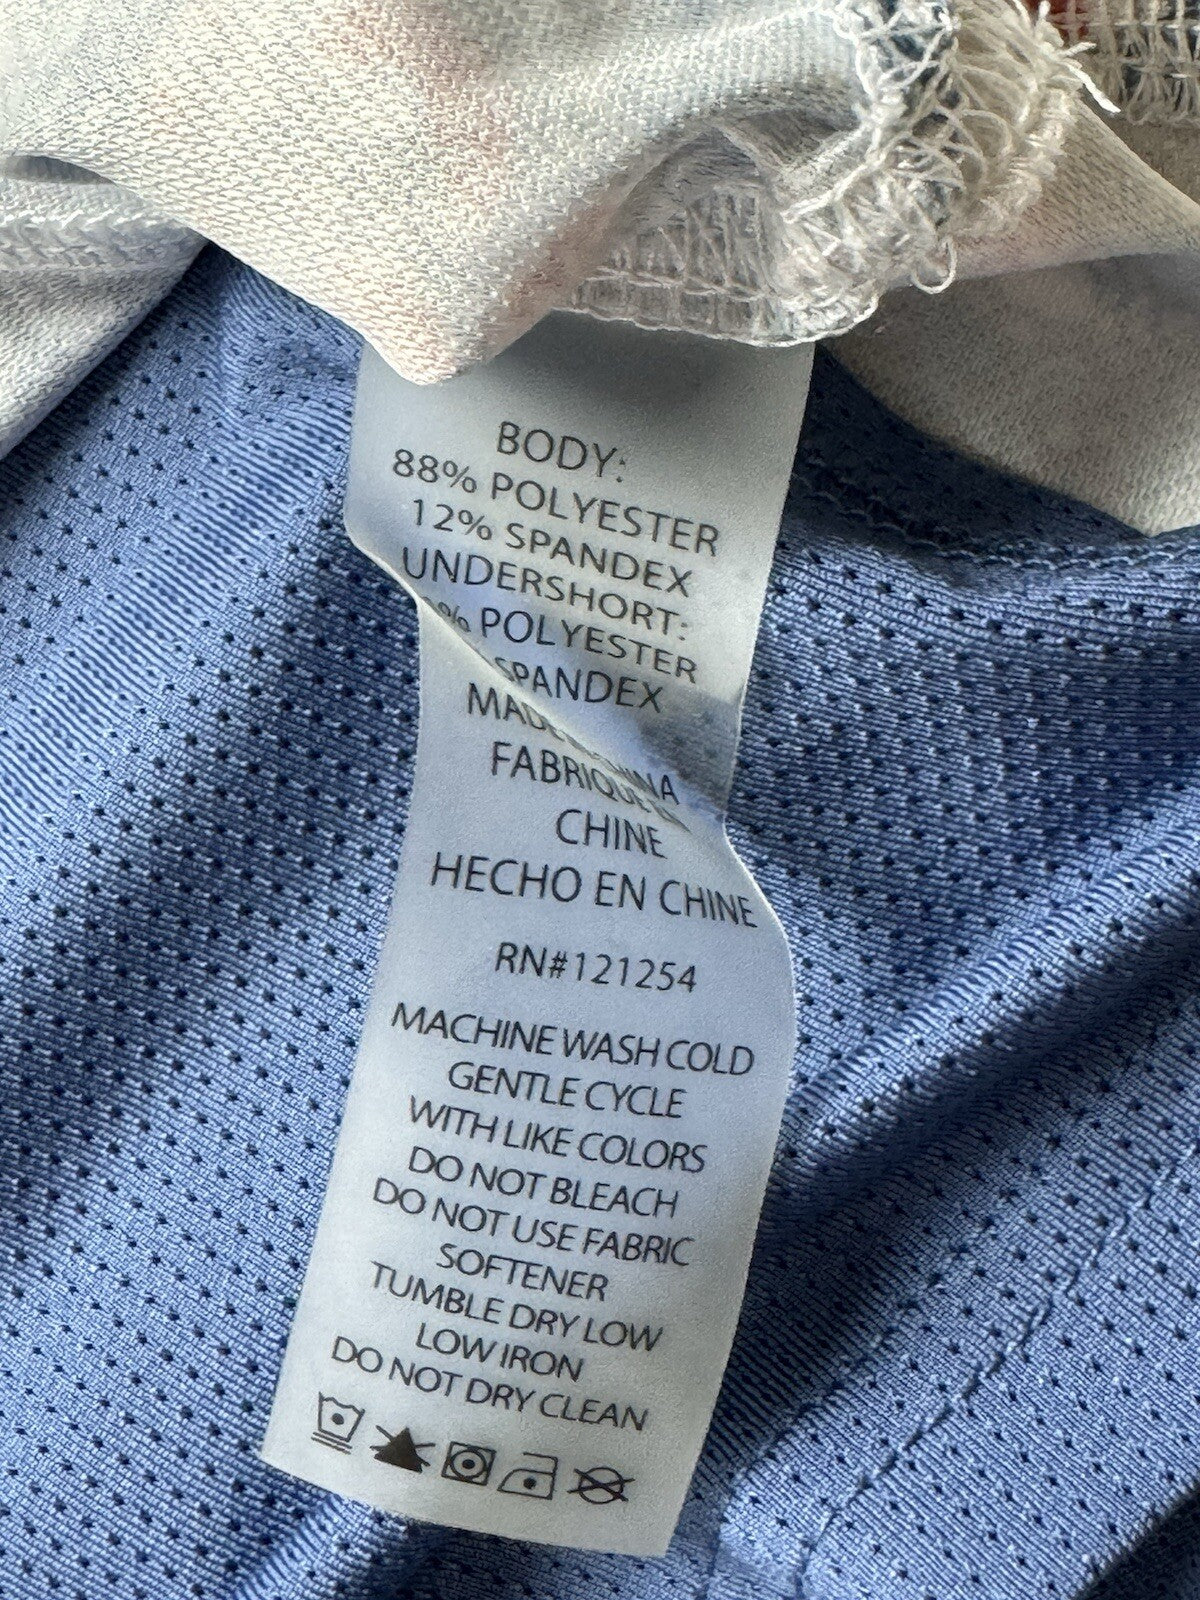 BODY:
88% POLYESTER
12% SPANDEX
UNDERSHORT:
% POLYESTER
SPANDEX
MADE CHINA
FABRIQUE
CHINE
HECHO EN CHINE
RN#121254
MACHINE WASH COLD
GENTLE CYCLE
WITH LIKE COLORS
DO NOT BLEACH
DO NOT USE FABRIC
SOFTENER
TUMBLE DRY LOW
LOW IRON
DO NOT DRY CLEAN